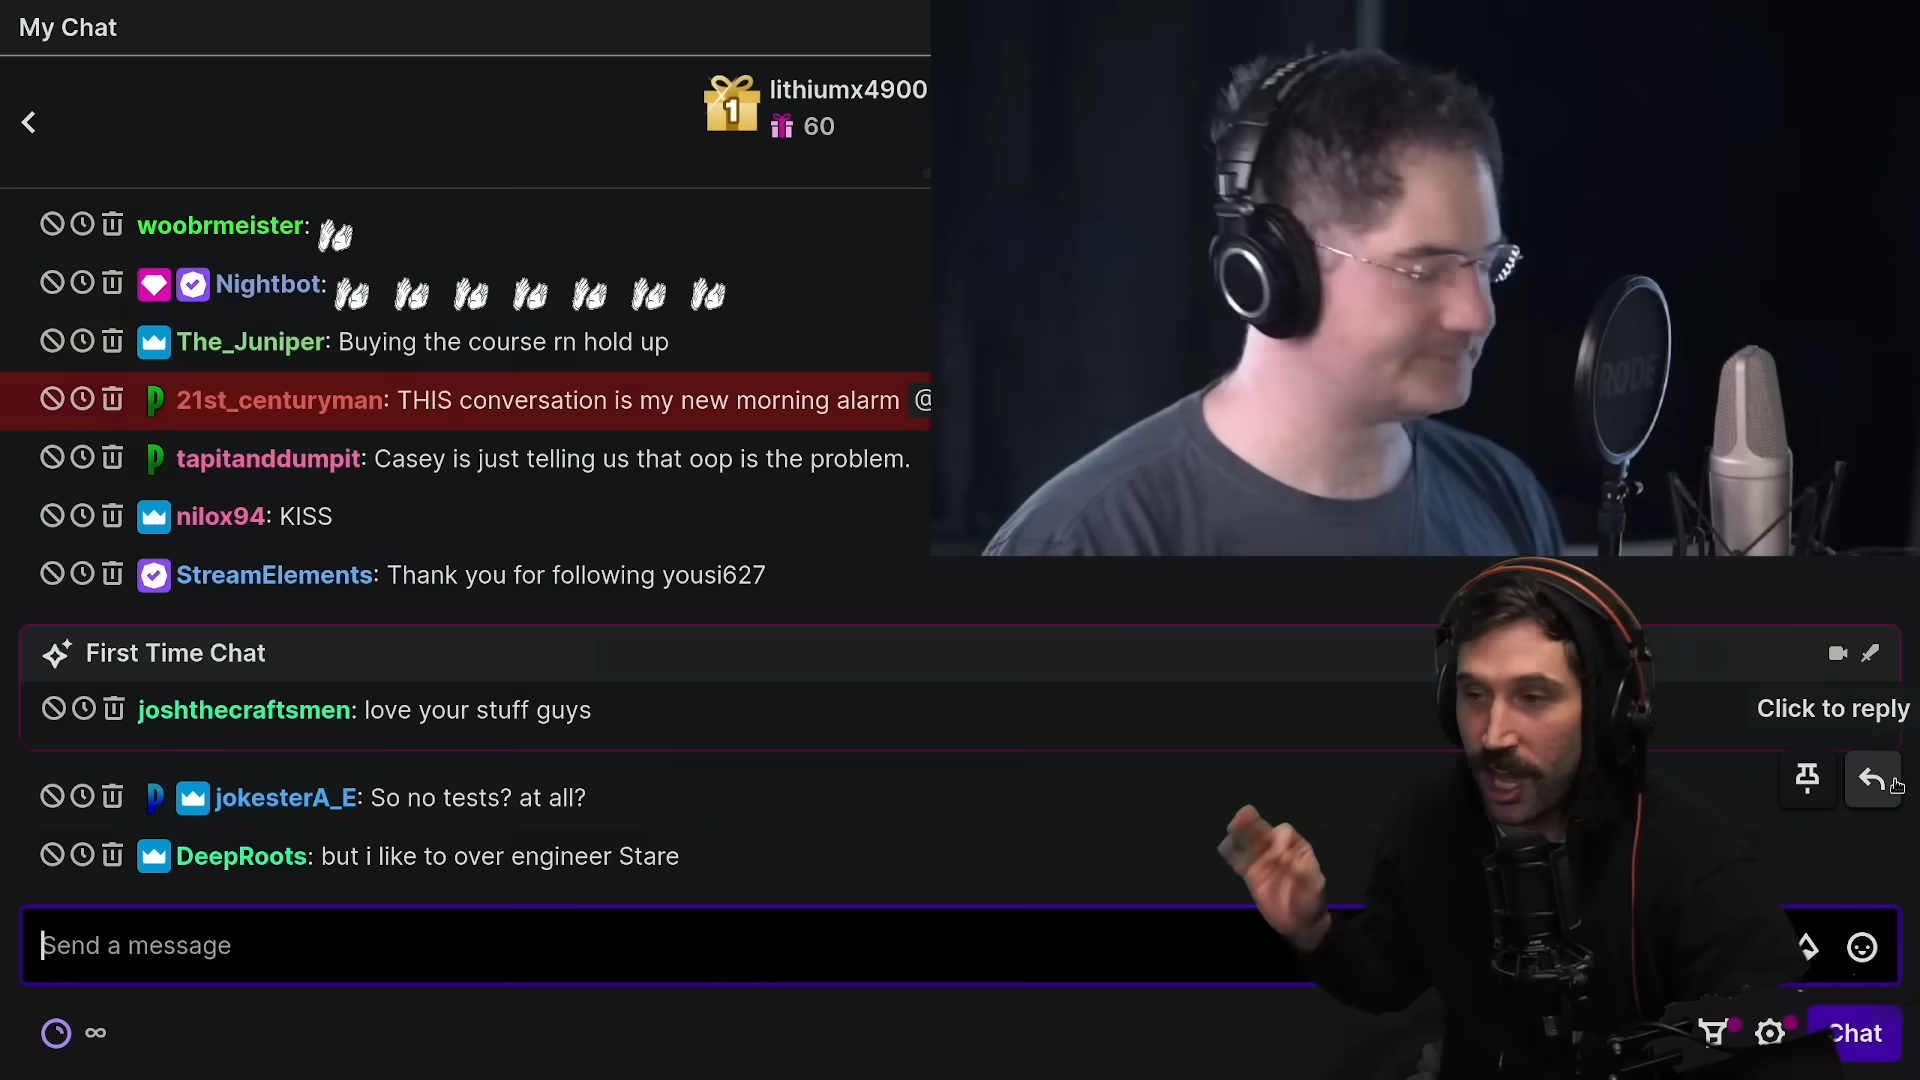 My Chat
lithiumx4900
1
60
woobrmeister:
Nightbot:
The_Juniper: Buying the course rn hold up
21st_centuryman: THIS conversation is my new morning alarm @
tapitanddumpit: Casey is just telling us that oop is the problem.
nilox94: KISS
StreamElements: Thank you for following yousi627
RØDE
First Time Chat
joshthecraftsmen: love your stuff guys
Click to reply
jokesterA_E: So no tests? at all?
DeepRoots: but i like to over engineer Stare
Send a message
∞
Chat